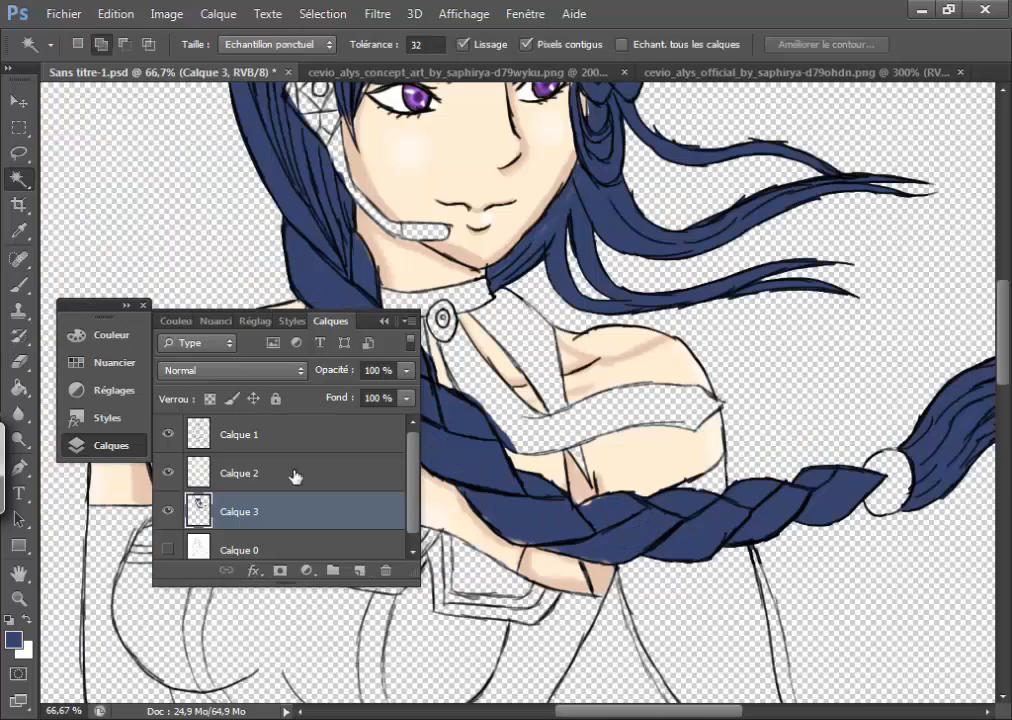 Ps Fichier Edition Image Calque Texte Sélection Filtre 3D Affichage Fenêtre Aide
Taille : Echantillon ponctuel Tolérance : 32 Lissage Pixels contigus Echant. tous les calques Améliorer le contour...
Sans titre-1.psd @ 66,7% (Calque 3, RVB/8) * × cevio_alys_concept_art_by_saphirya-d79wyku.png @ 200... × cevio_alys_official_by_saphirya-d79ohdn.png @ 300% (RV... ×
Couleu Nuanci Réglag Styles Calques
Couleur
Nuancier
Réglages
Styles
Calques
Type
Normal Opacité : 100 %
Verrou : Fond : 100 %
Calque 1
Calque 2
Calque 3
Calque 0
fx
66,67 % Doc : 24,9 Mo/64,9 Mo